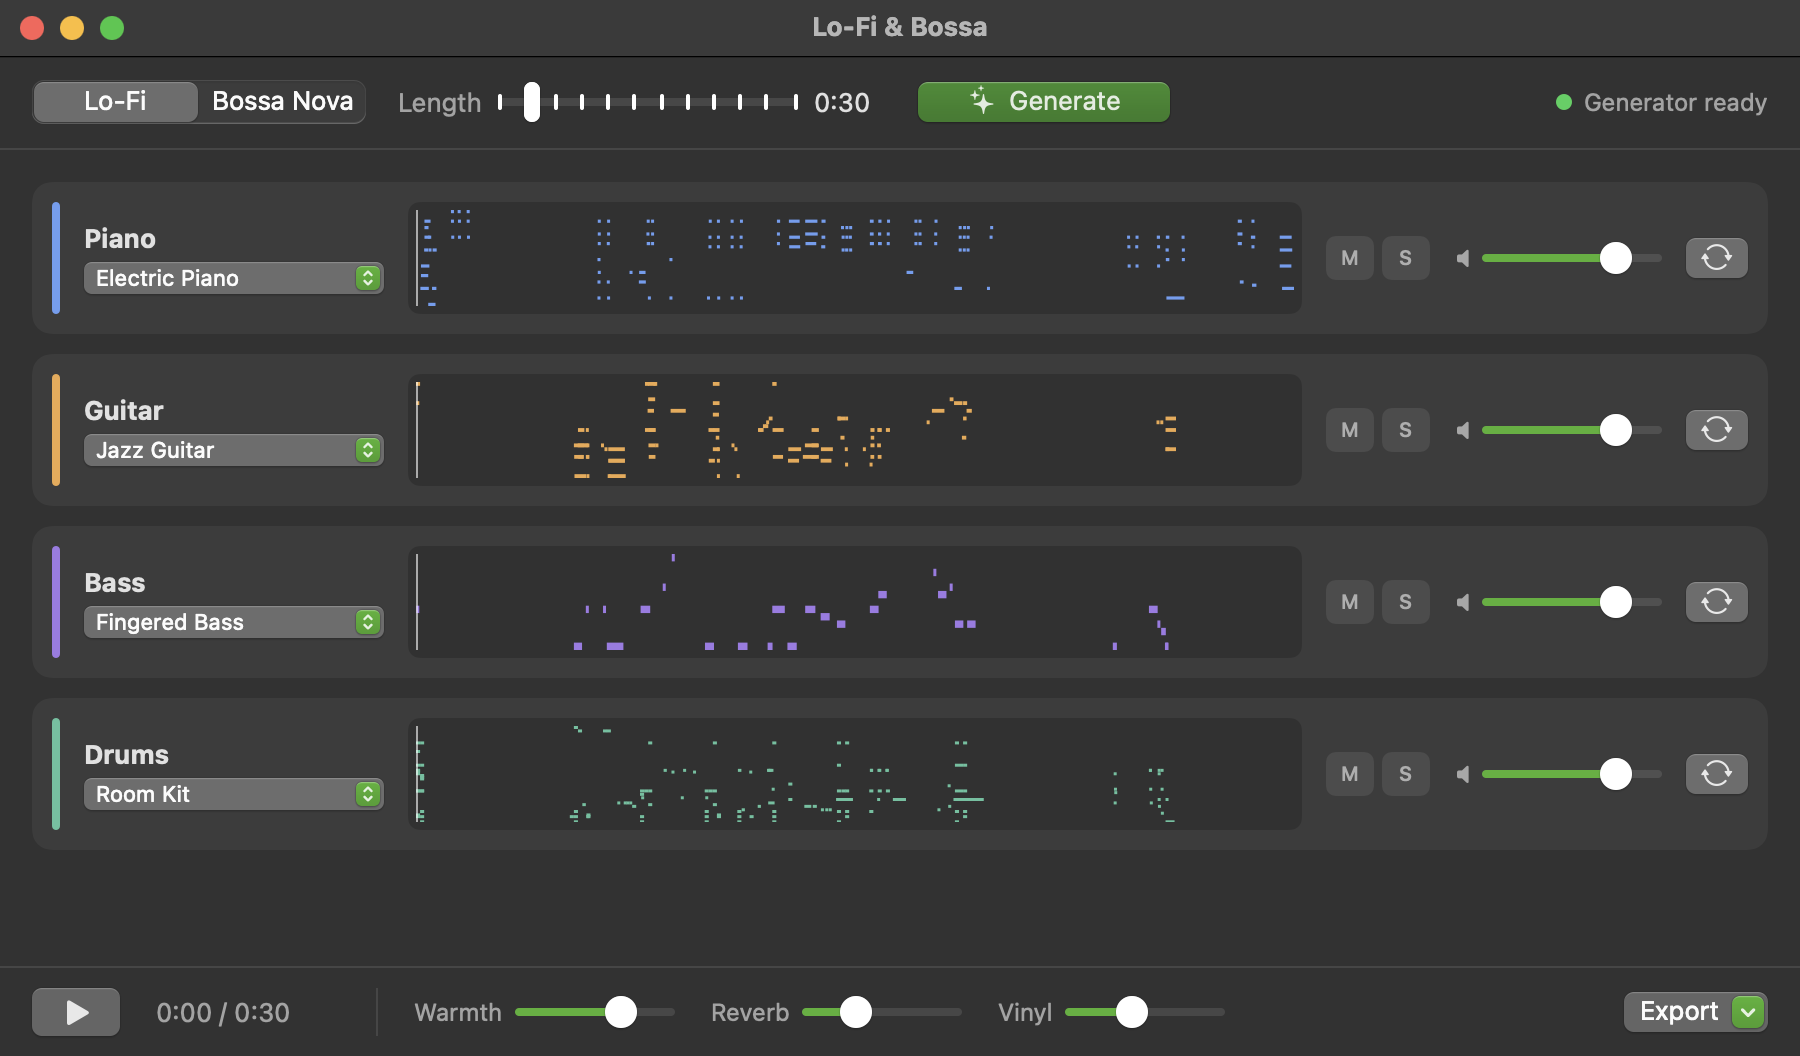 Lo-Fi & Bossa
Lo-Fi Bossa Nova Length 0:30 Generate Generator ready
Piano
Electric Piano
M S
Guitar
Jazz Guitar
M S
Bass
Fingered Bass
M S
Drums
Room Kit
M S
0:00 / 0:30 Warmth Reverb Vinyl Export